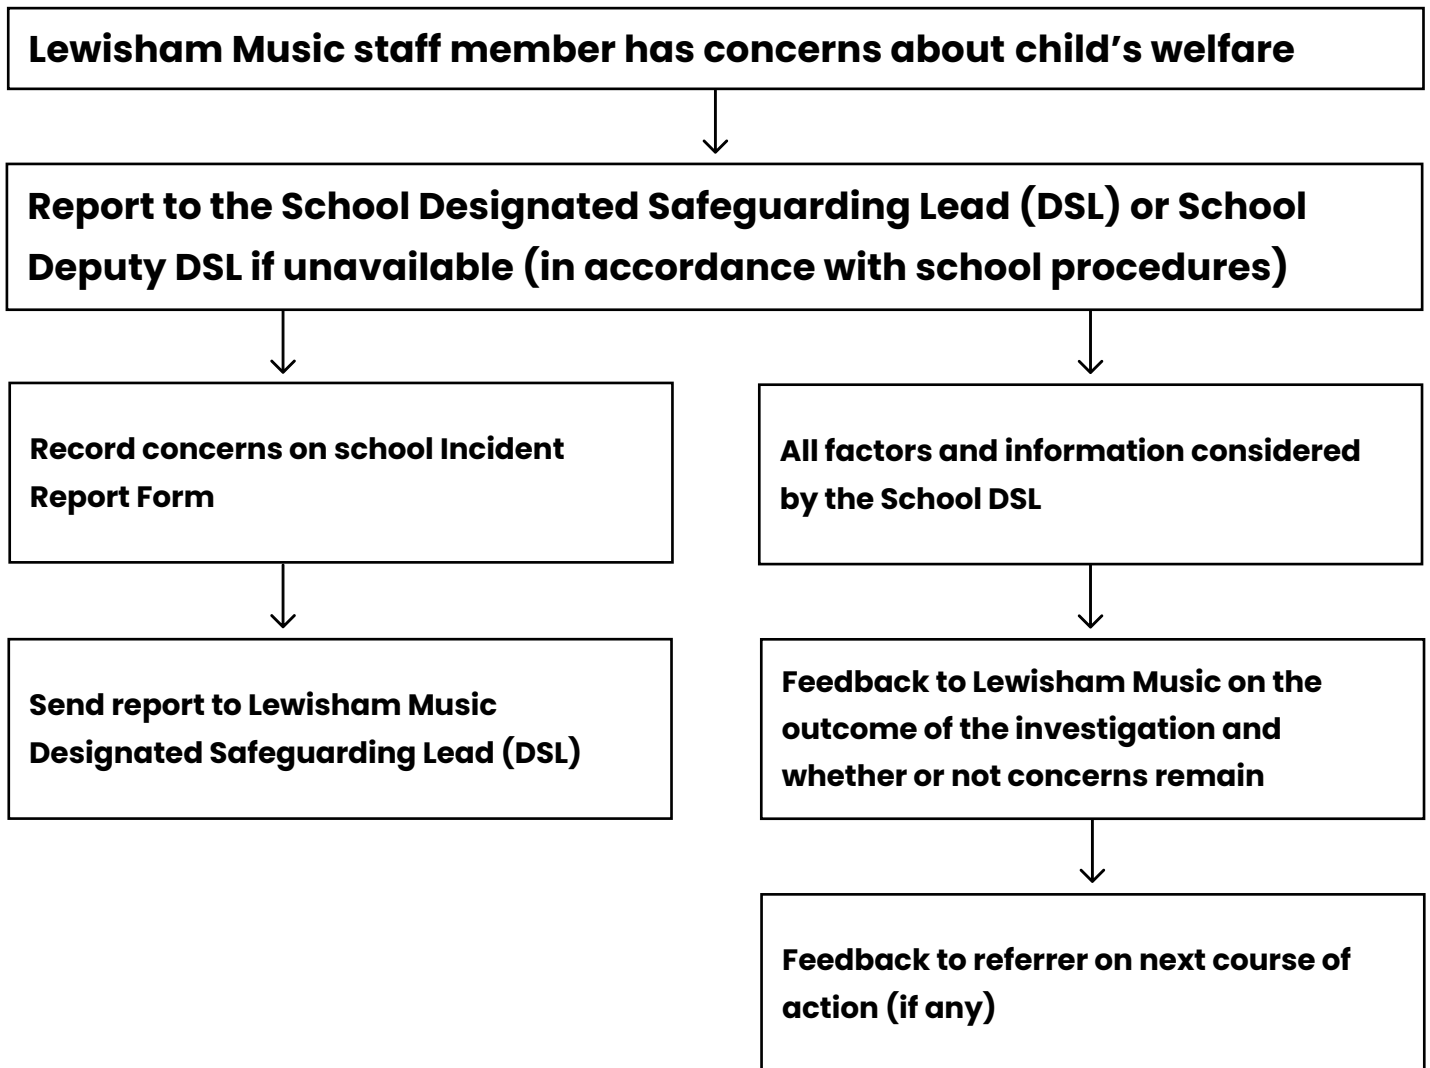 Lewisham Music staff member has concerns about child’s welfare
Report to the School Designated Safeguarding Lead (DSL) or School
Deputy DSL if unavailable (in accordance with school procedures)
Record concerns on school Incident
Report Form
Send report to Lewisham Music
Designated Safeguarding Lead (DSL)
All factors and information considered
by the School DSL
Feedback to Lewisham Music on the
outcome of the investigation and
whether or not concerns remain
Feedback to referrer on next course of
action (if any)